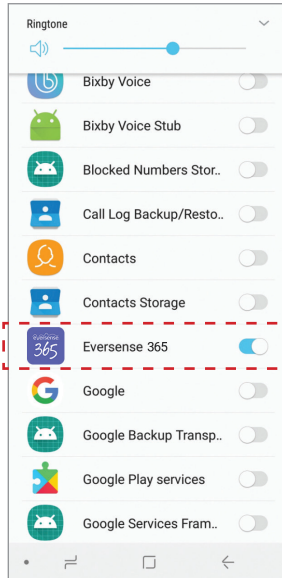 Ringtone
Bixby Voice
Bixby Voice Stub
Blocked Numbers Stor..
Call Log Backup/Resto..
Contacts
Contacts Storage
eversense
365
Eversense 365
Google
Google Backup Transp..
Google Play services
Google Services Fram..